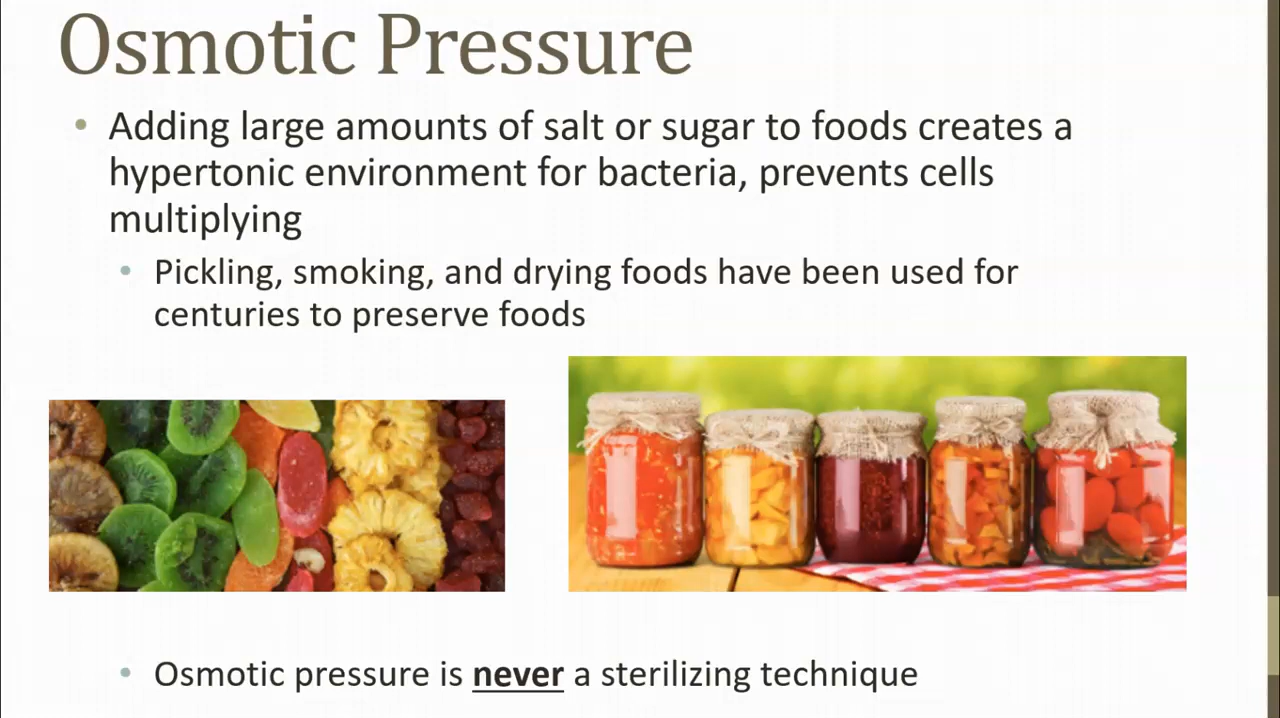 Osmotic Pressure
• Adding large amounts of salt or sugar to foods creates a
hypertonic environment for bacteria, prevents cells
multiplying
• Pickling, smoking, and drying foods have been used for
centuries to preserve foods
• Osmotic pressure is never a sterilizing technique